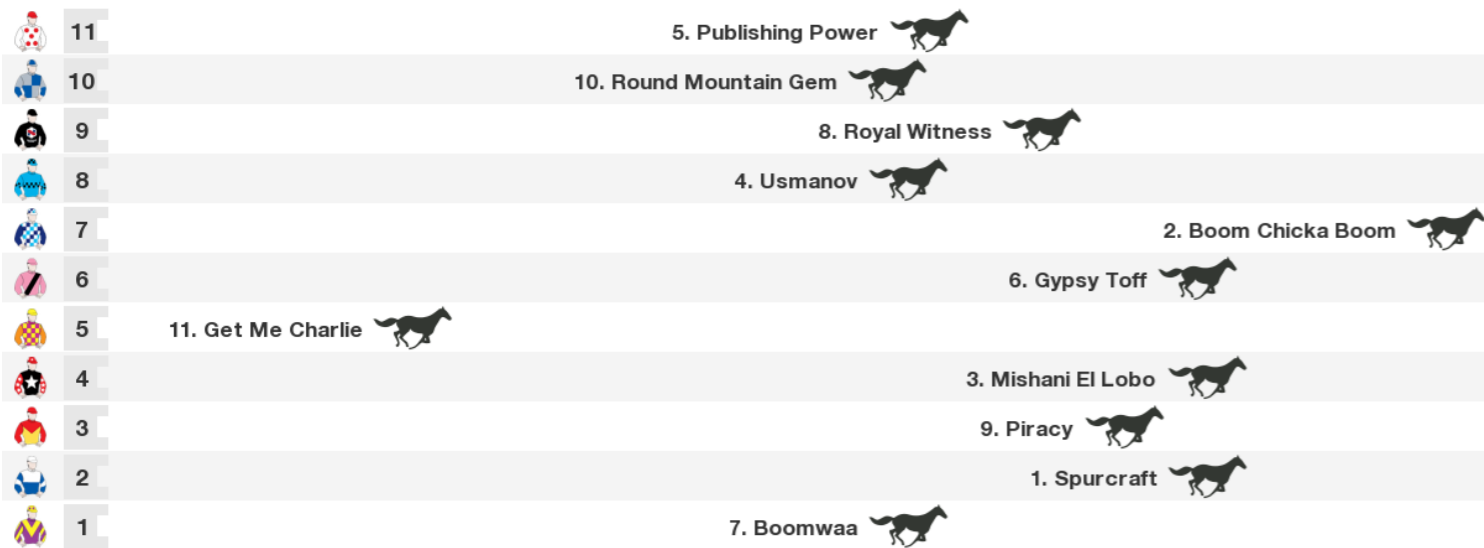 11 5. Publishing Power
10 10. Round Mountain Gem
9 8. Royal Witness
8 4. Usmanov
7 2. Boom Chicka Boom
6 6. Gypsy Toff
5 11. Get Me Charlie
4 3. Mishani El Lobo
3 9. Piracy
2 1. Spurcraft
1 7. Boomwaa